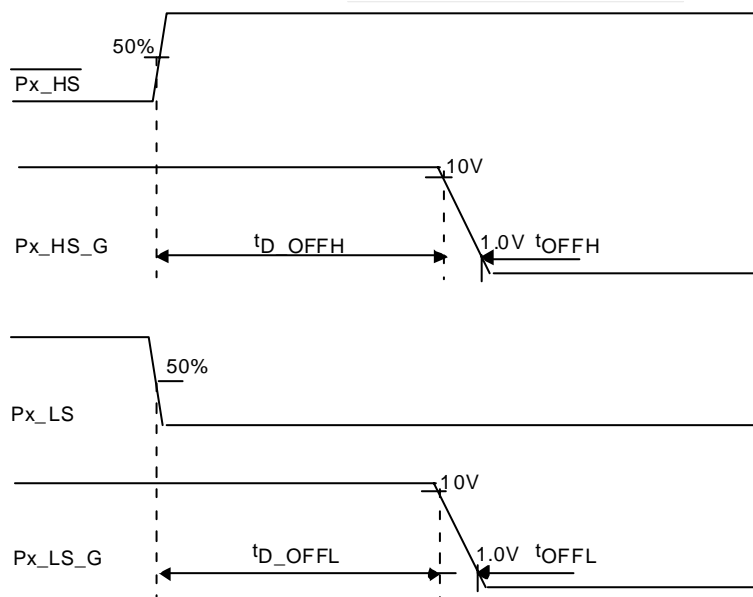 50%
Px_HS
10V
Px_HS_G
tD_OFFH
1.0V tOFFH
50%
Px_LS
10V
Px_LS_G
tD_OFFL
1.0V tOFFL